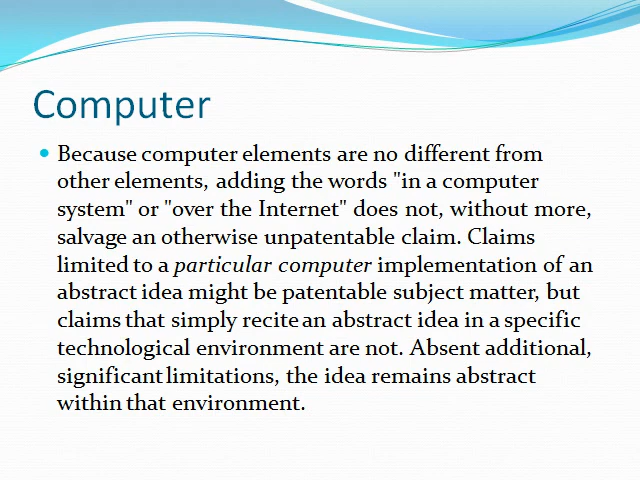 Computer
Because computer elements are no different from
other elements, adding the words "in a computer
system" or "over the Internet" does not, without more,
salvage an otherwise unpatentable claim. Claims
limited to a particular computer implementation of an
abstract idea might be patentable subject matter, but
claims that simply recite an abstract idea in a specific
technological environment are not. Absent additional,
significant limitations, the idea remains abstract
within that environment.